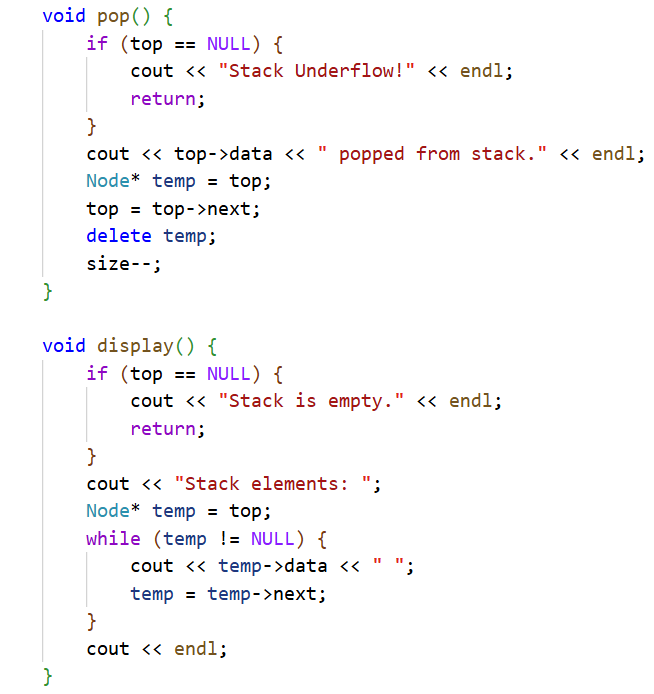 void pop() {
    if (top == NULL) {
        cout << "Stack Underflow!" << endl;
        return;
    }
    cout << top->data << " popped from stack." << endl;
    Node* temp = top;
    top = top->next;
    delete temp;
    size--;
}

void display() {
    if (top == NULL) {
        cout << "Stack is empty." << endl;
        return;
    }
    cout << "Stack elements: ";
    Node* temp = top;
    while (temp != NULL) {
        cout << temp->data << " ";
        temp = temp->next;
    }
    cout << endl;
}